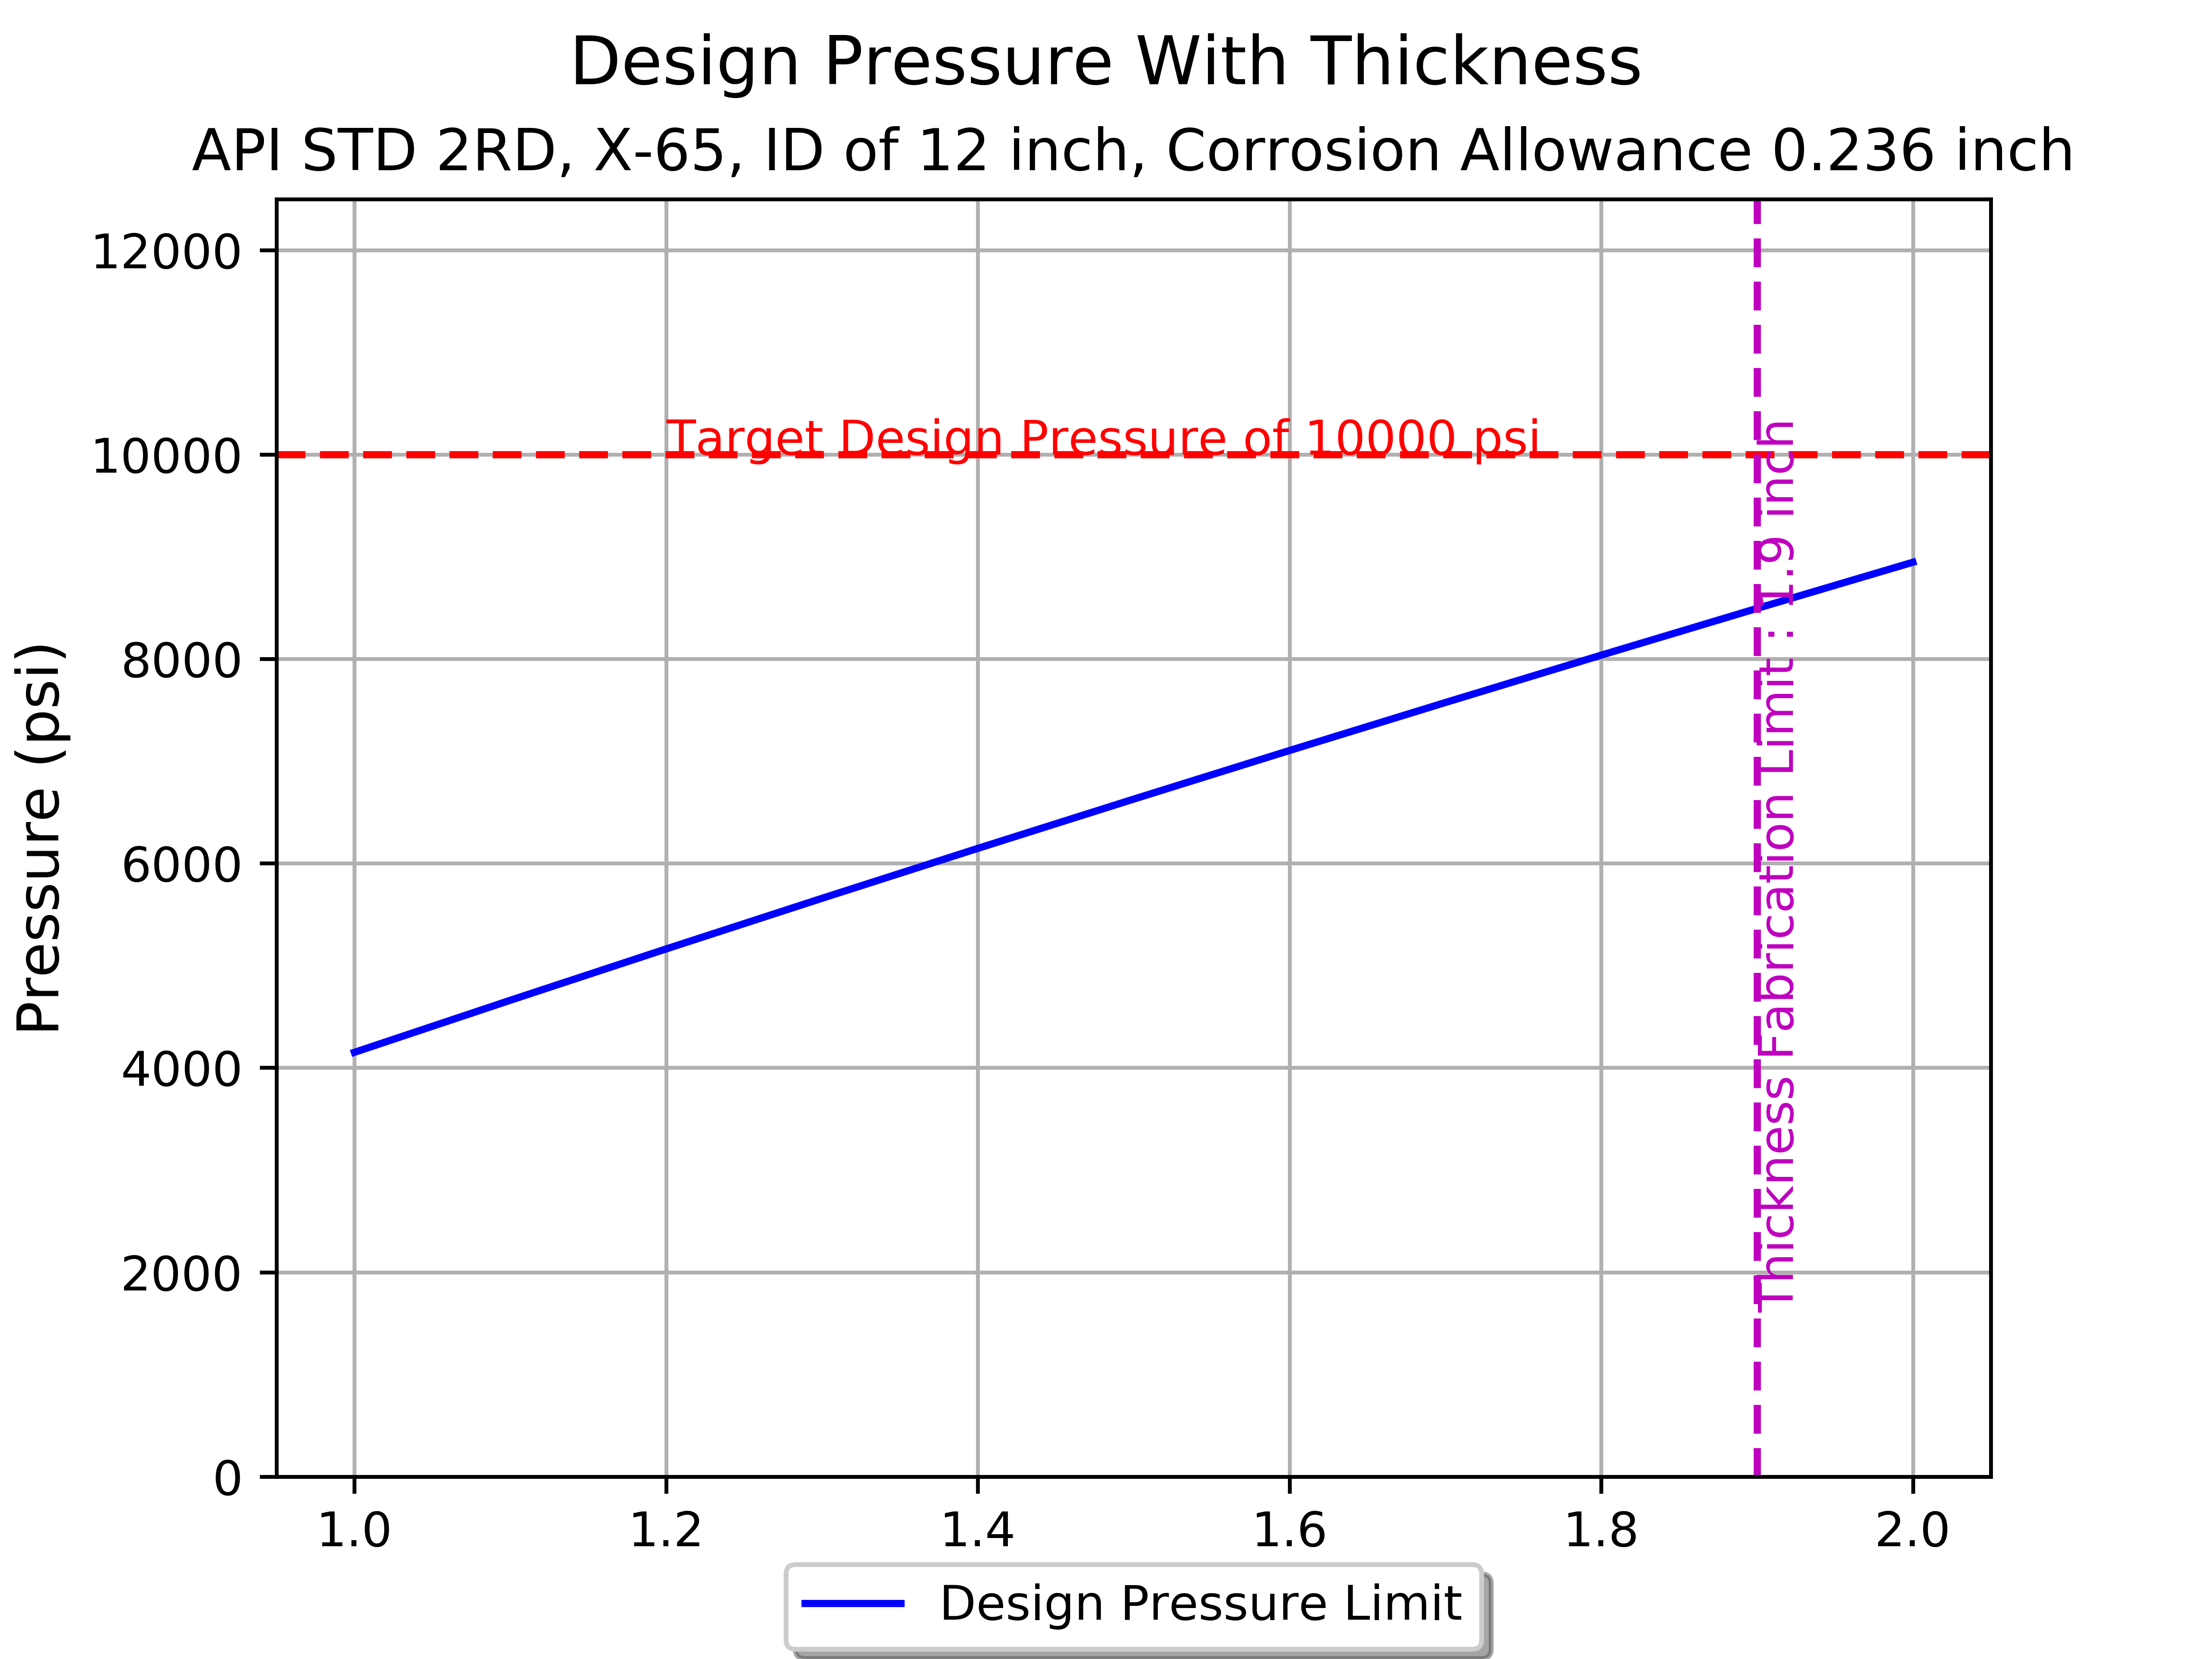 Design Pressure With Thickness
API STD 2RD, X-65, ID of 12 inch, Corrosion Allowance 0.236 inch
Pressure (psi)
12000
10000
8000
6000
4000
2000
0
Target Design Pressure of 10000 psi
Thickness Fabrication Limit : 1.9 inch
1.0 1.2 1.4 1.6 1.8 2.0
Design Pressure Limit